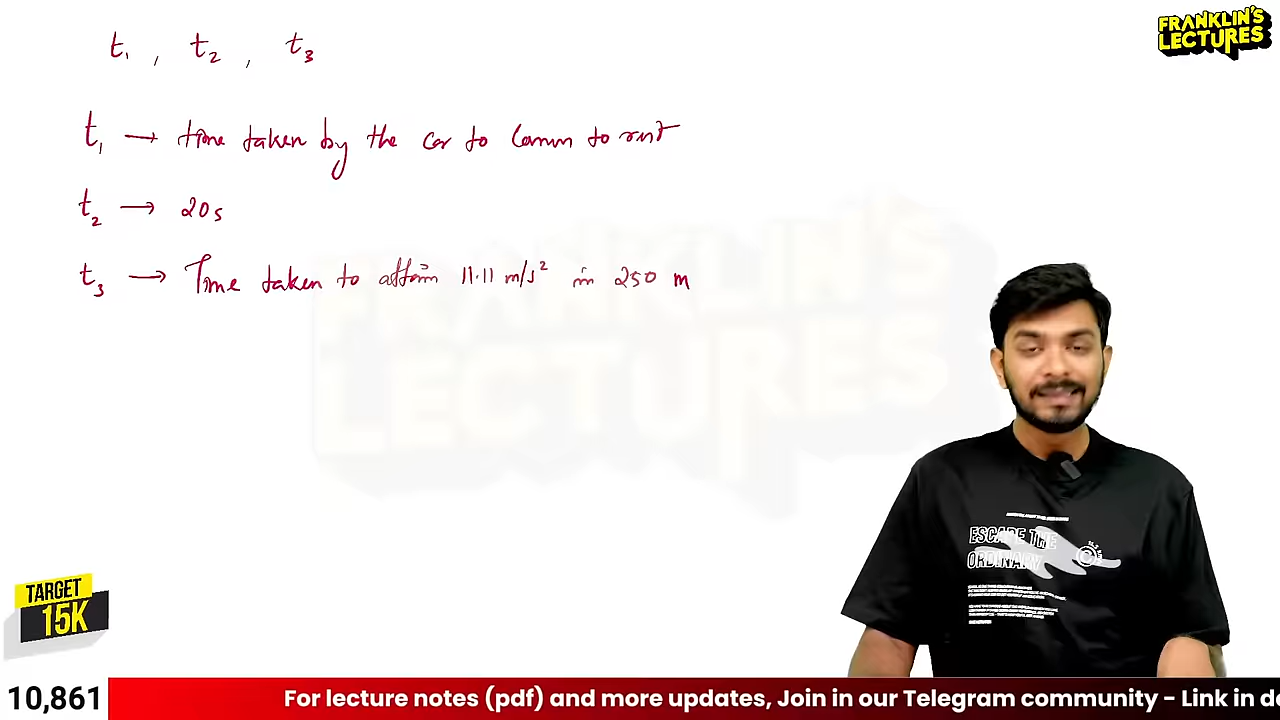 FRANKLIN'S
LECTURES
t₁ , t₂ , t₃
t₁ → time taken by the car to to rest
t₂ → 20s
t₃ → Time taken to attain 11.11 m/s² in 250 m
FRANKLIN'S
LECTURES
ESCAPE THE
ORDINARY
TARGET
15K
10,861
For lecture notes (pdf) and more updates, Join in our Telegram community - Link in d